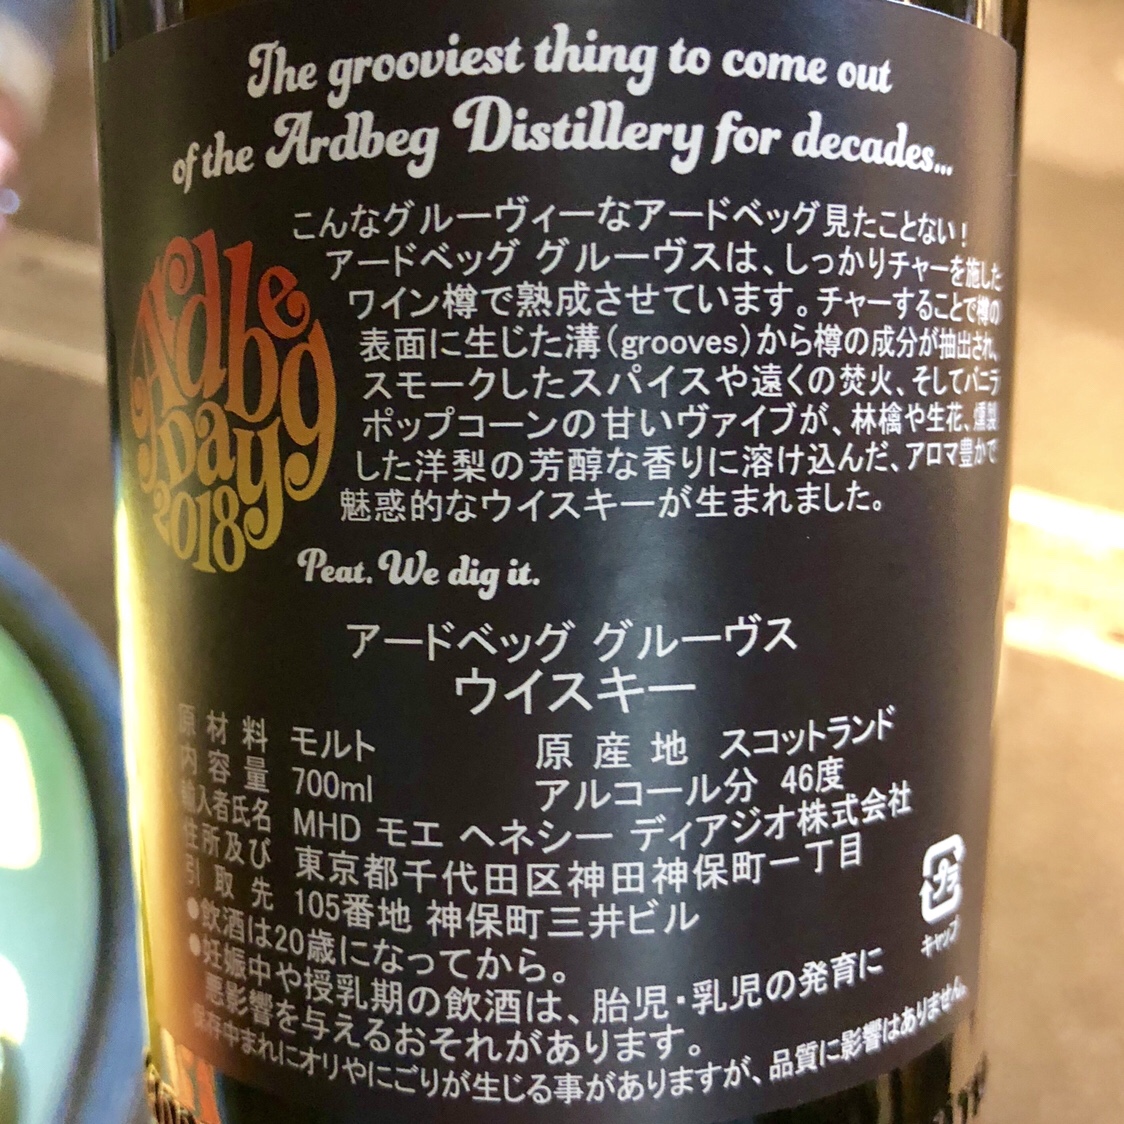 The grooviest thing to come out
of the Ardbeg Distillery for decades...
こんなグルーヴィーなアードベッグ見たことない!
アードベッグ グルーヴスは、しっかりチャーを施した
ワイン樽で熟成させています。チャーすることで樽の
表面に生じた溝(grooves)から樽の成分が抽出され、
スモークしたスパイスや遠くの焚火、そしてバニラ
ポップコーンの甘いヴァイブが、林檎や生花、燻製
した洋梨の芳醇な香りに溶け込んだ、アロマ豊かで
魅惑的なウイスキーが生まれました。
Ardbeg
Day
2018
Peat. We dig it.
アードベッグ グルーヴス
ウイスキー
原材料 モルト 原産地 スコットランド
内容量 700ml アルコール分 46度
輸入者氏名 MHD モエ ヘネシー ディアジオ株式会社
住所及び 東京都千代田区神田神保町一丁目
引取先 105番地 神保町三井ビル
プラ
キャップ
●飲酒は20歳になってから。
●妊娠中や授乳期の飲酒は、胎児・乳児の発育に
悪影響を与えるおそれがあります。
保存中まれにオリやにごりが生じる事がありますが、品質に影響はありません。